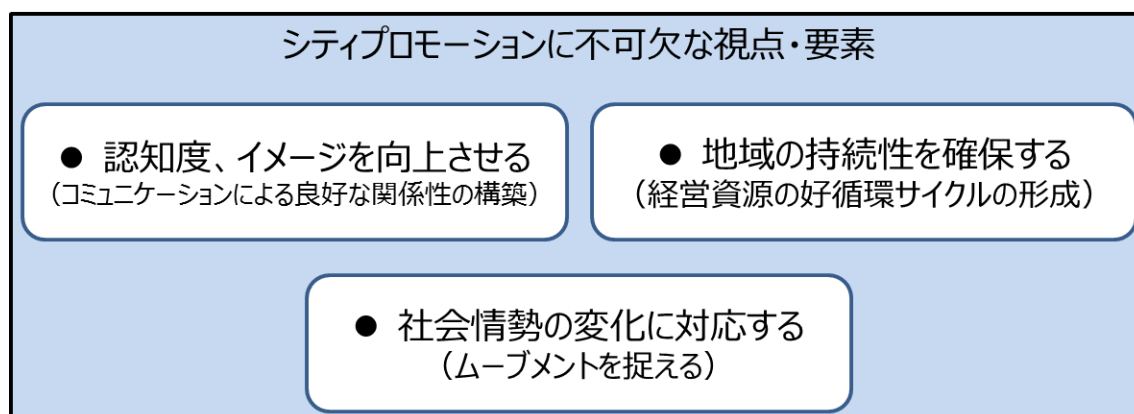 シティプロモーションに不可欠な視点・要素
● 認知度、イメージを向上させる
（コミュニケーションによる良好な関係性の構築）
● 地域の持続性を確保する
（経営資源の好循環サイクルの形成）
● 社会情勢の変化に対応する
（ムーブメントを捉える）